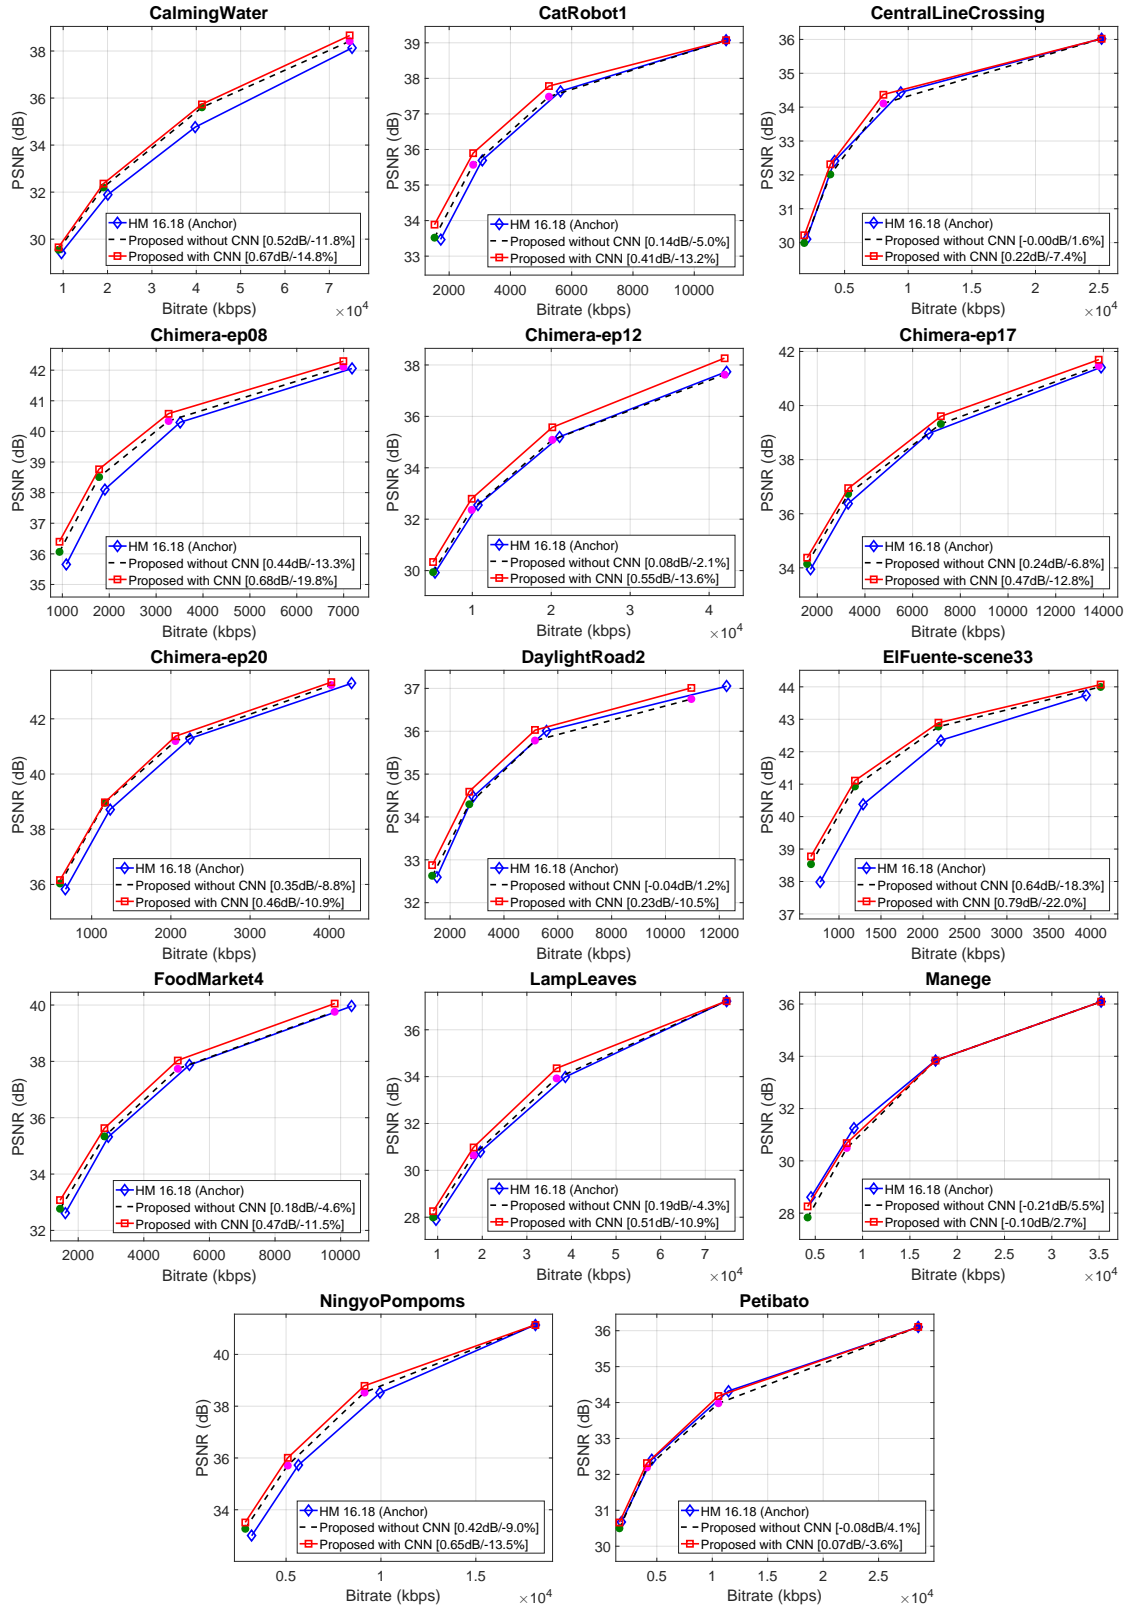 CalmingWater
PSNR (dB)
38
36
34
32
30
HM 16.18 (Anchor)
Proposed without CNN [0.52dB/-11.8%]
Proposed with CNN [0.67dB/-14.8%]
1 2 3 4 5 6 7 8
Bitrate (kbps)
×10^4
CatRobot1
PSNR (dB)
39
38
37
36
35
34
33
HM 16.18 (Anchor)
Proposed without CNN [0.14dB/-5.0%]
Proposed with CNN [0.41dB/-13.2%]
2000 4000 6000 8000 10000
Bitrate (kbps)
CentralLineCrossing
PSNR (dB)
36
35
34
33
32
31
30
HM 16.18 (Anchor)
Proposed without CNN [-0.00dB/1.6%]
Proposed with CNN [0.22dB/-7.4%]
0.5 1 1.5 2 2.5
Bitrate (kbps)
×10^4
Chimera-ep08
PSNR (dB)
42
41
40
39
38
37
36
35
HM 16.18 (Anchor)
Proposed without CNN [0.44dB/-13.3%]
Proposed with CNN [0.68dB/-19.8%]
1000 2000 3000 4000 5000 6000 7000
Bitrate (kbps)
Chimera-ep12
PSNR (dB)
38
36
34
32
30
HM 16.18 (Anchor)
Proposed without CNN [0.08dB/-2.1%]
Proposed with CNN [0.55dB/-13.6%]
1 2 3 4
Bitrate (kbps)
×10^4
Chimera-ep17
PSNR (dB)
42
40
38
36
34
HM 16.18 (Anchor)
Proposed without CNN [0.24dB/-6.8%]
Proposed with CNN [0.47dB/-12.8%]
2000 4000 6000 8000 10000 12000 14000
Bitrate (kbps)
Chimera-ep20
PSNR (dB)
42
40
38
36
HM 16.18 (Anchor)
Proposed without CNN [0.35dB/-8.8%]
Proposed with CNN [0.46dB/-10.9%]
1000 2000 3000 4000
Bitrate (kbps)
DaylightRoad2
PSNR (dB)
37
36
35
34
33
32
HM 16.18 (Anchor)
Proposed without CNN [-0.04dB/1.2%]
Proposed with CNN [0.23dB/-10.5%]
2000 4000 6000 8000 10000 12000
Bitrate (kbps)
ElFuente-scene33
PSNR (dB)
44
43
42
41
40
39
38
37
HM 16.18 (Anchor)
Proposed without CNN [0.64dB/-18.3%]
Proposed with CNN [0.79dB/-22.0%]
1000 1500 2000 2500 3000 3500 4000
Bitrate (kbps)
FoodMarket4
PSNR (dB)
40
38
36
34
32
HM 16.18 (Anchor)
Proposed without CNN [0.18dB/-4.6%]
Proposed with CNN [0.47dB/-11.5%]
2000 4000 6000 8000 10000
Bitrate (kbps)
LampLeaves
PSNR (dB)
36
34
32
30
28
HM 16.18 (Anchor)
Proposed without CNN [0.19dB/-4.3%]
Proposed with CNN [0.51dB/-10.9%]
1 2 3 4 5 6 7
Bitrate (kbps)
×10^4
Manege
PSNR (dB)
36
34
32
30
28
HM 16.18 (Anchor)
Proposed without CNN [-0.21dB/5.5%]
Proposed with CNN [-0.10dB/2.7%]
0.5 1 1.5 2 2.5 3 3.5
Bitrate (kbps)
×10^4
NingyoPompoms
PSNR (dB)
40
38
36
34
HM 16.18 (Anchor)
Proposed without CNN [0.42dB/-9.0%]
Proposed with CNN [0.65dB/-13.5%]
0.5 1 1.5
Bitrate (kbps)
×10^4
Petibato
PSNR (dB)
36
35
34
33
32
31
30
HM 16.18 (Anchor)
Proposed without CNN [-0.08dB/4.1%]
Proposed with CNN [0.07dB/-3.6%]
0.5 1 1.5 2 2.5
Bitrate (kbps)
×10^4